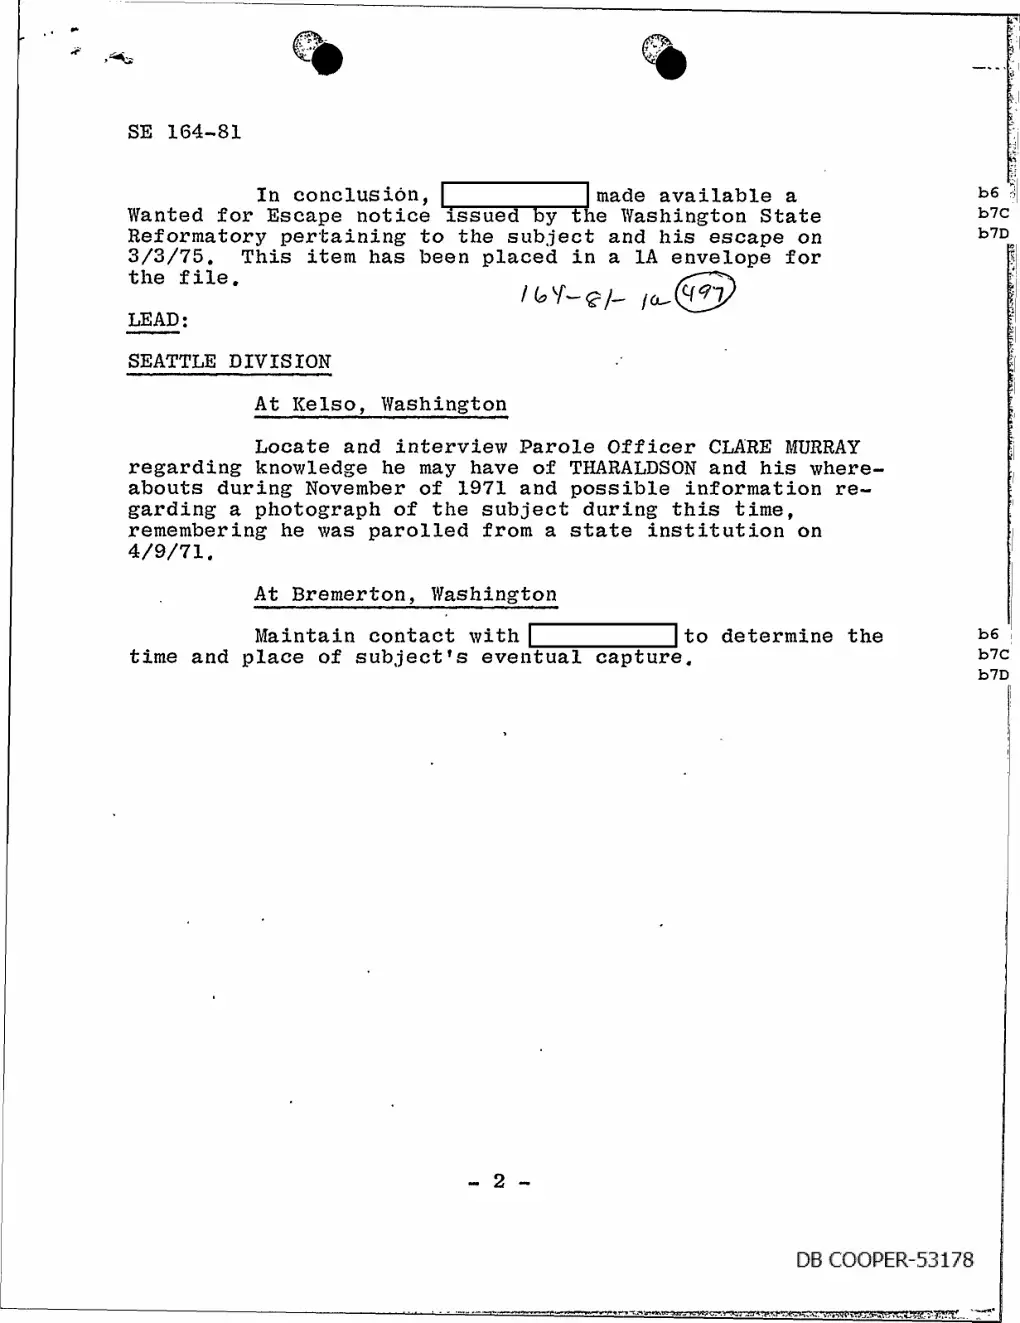 SE 164-81
In conclusion, made available a b6
Wanted for Escape notice issued by the Washington State b7C
Reformatory pertaining to the subject and his escape on b7D
3/3/75. This item has been placed in a 1A envelope for
the file.
164-81- 1a-(497)
LEAD:
SEATTLE DIVISION
At Kelso, Washington
Locate and interview Parole Officer CLARE MURRAY
regarding knowledge he may have of THARALDSON and his where-
abouts during November of 1971 and possible information re-
garding a photograph of the subject during this time,
remembering he was parolled from a state institution on
4/9/71.
At Bremerton, Washington
Maintain contact with to determine the b6
time and place of subject's eventual capture. b7C
b7D
- 2 -
DB COOPER-53178